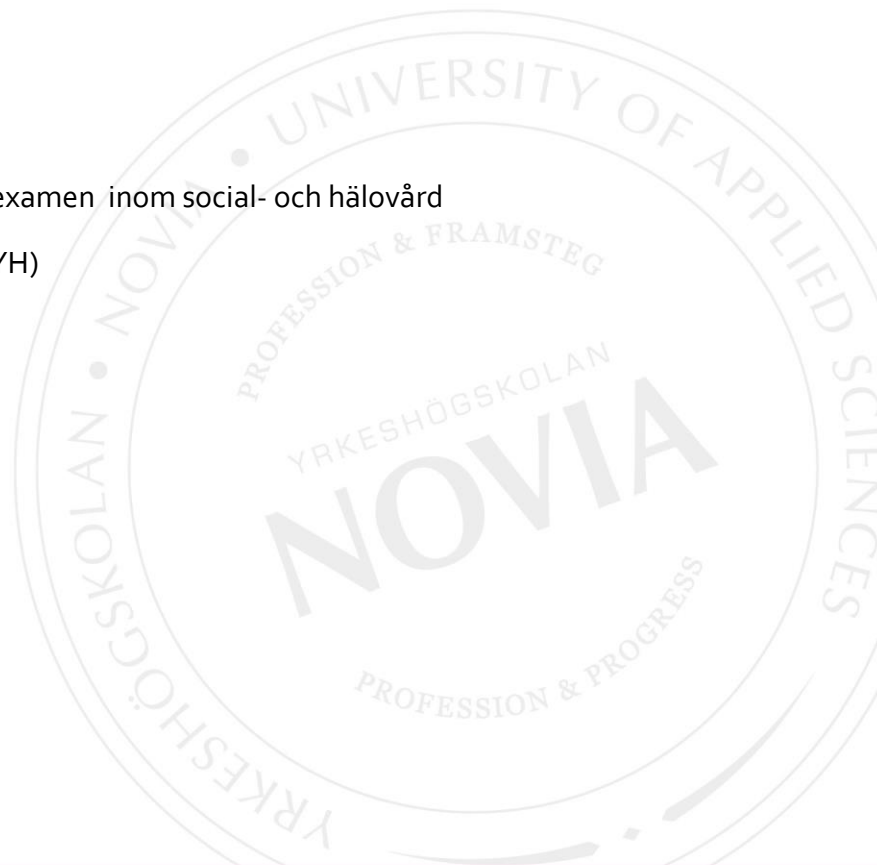 examen inom social- och hälovård
YH)
YRKESHÖGSKOLAN • NOVIA • UNIVERSITY OF APPLIED SCIENCES
PROFESSION & FRAMSTEG
YRKESHÖGSKOLAN
NOVIA
PROFESSION & PROGRESS